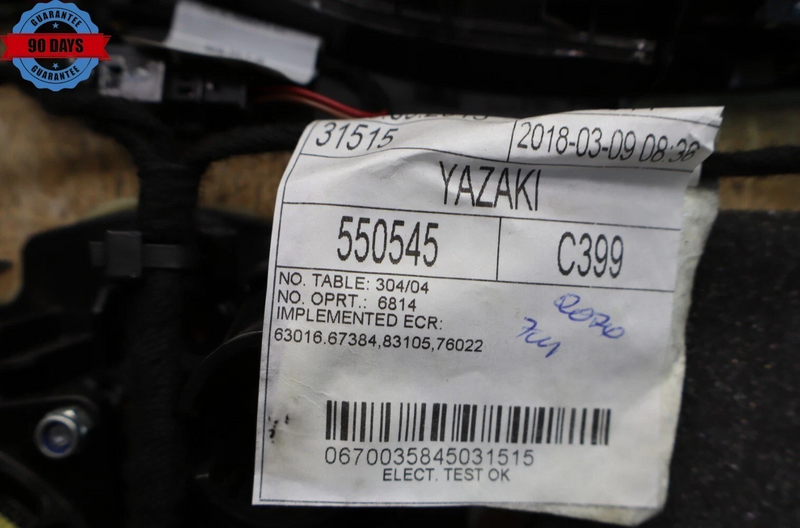 GUARANTEE
90 DAYS
GUARANTEE
31515 2018-03-09 08:36
YAZAKI
550545 C399
NO. TABLE: 304/04
NO. OPRT.: 6814
IMPLEMENTED ECR:
63016.67384,83105,76022
0670035845031515
ELECT. TEST OK